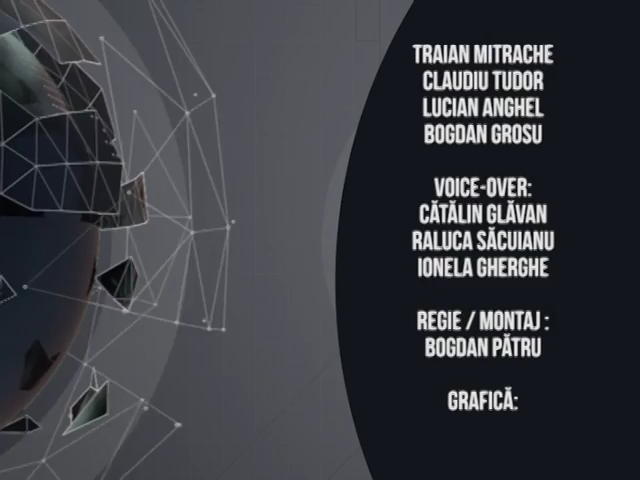 TRAIAN MITRACHE
CLAUDIU TUDOR
LUCIAN ANGHEL
BOGDAN GROSU
VOICE-OVER:
CĂTĂLIN GLĂVAN
RALUCA SĂCUIANU
IONELA GHERGHE
REGIE / MONTAJ :
BOGDAN PĂTRU
GRAFICĂ: